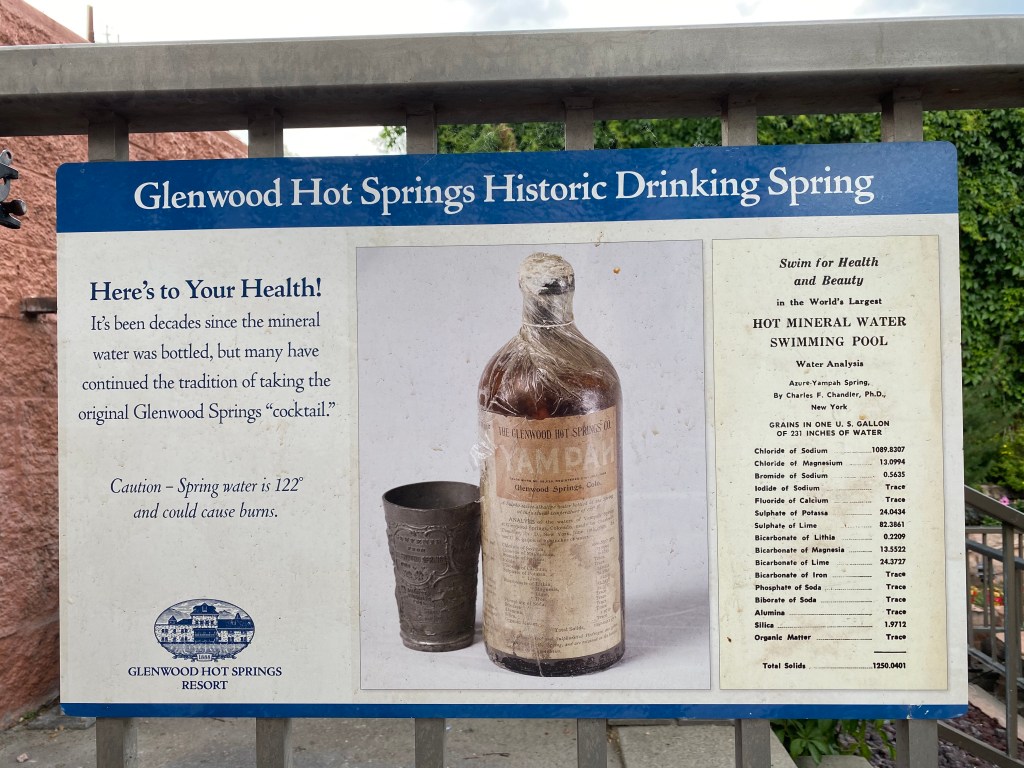 Glenwood Hot Springs Historic Drinking Spring
Here's to Your Health!
It's been decades since the mineral
water was bottled, but many have
continued the tradition of taking the
original Glenwood Springs “cocktail.”
Caution – Spring water is 122°
and could cause burns.
1888
GLENWOOD HOT SPRINGS
RESORT
THE GLENWOOD HOT SPRINGS CO.
YAMPAH
Glenwood Springs, Colo.
Total Solids,
Swim for Health
and Beauty
in the World's Largest
HOT MINERAL WATER
SWIMMING POOL
Water Analysis
Azure-Yampah Spring,
By Charles F. Chandler, Ph.D.,
New York
GRAINS IN ONE U. S. GALLON
OF 231 INCHES OF WATER
Chloride of Sodium 1089.8307
Chloride of Magnesium 13.0994
Bromide of Sodium 0.5635
Iodide of Sodium Trace
Fluoride of Calcium Trace
Sulphate of Potassa 24.0434
Sulphate of Lime 82.3861
Bicarbonate of Lithia 0.2209
Bicarbonate of Magnesia 13.5522
Bicarbonate of Lime 24.3727
Bicarbonate of Iron Trace
Phosphate of Soda Trace
Biborate of Soda Trace
Alumina Trace
Silica 1.9712
Organic Matter Trace
Total Solids 1250.0401